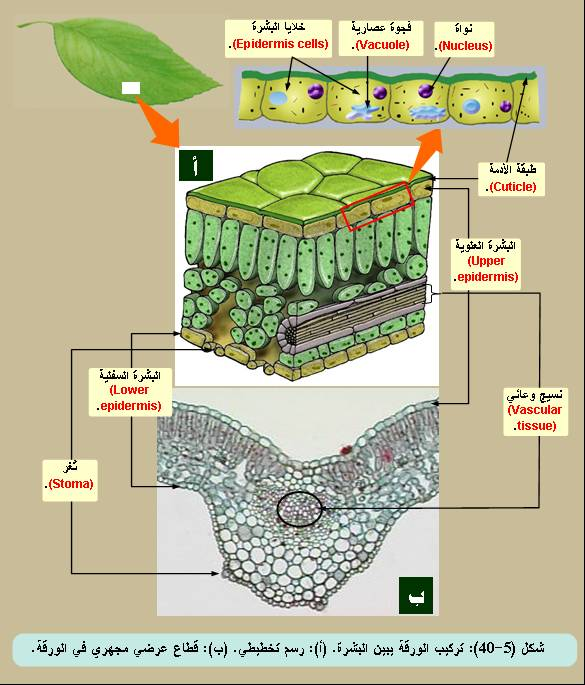 خلايا البشرة
(Epidermis cells).
فجوة عصارية
(Vacuole).
نواة
(Nucleus).
أ
طبقة الأدمة
(Cuticle).
البشرة العلوية
(Upper
epidermis).
البشرة السفلية
(Lower
epidermis).
نسيج وعائي
(Vascular
tissue).
ثغر
(Stoma).
ب
شكل (5-40): تركيب الورقة يبين البشرة. (أ): رسم تخطيطي. (ب): قطاع عرضي مجهري في الورقة.